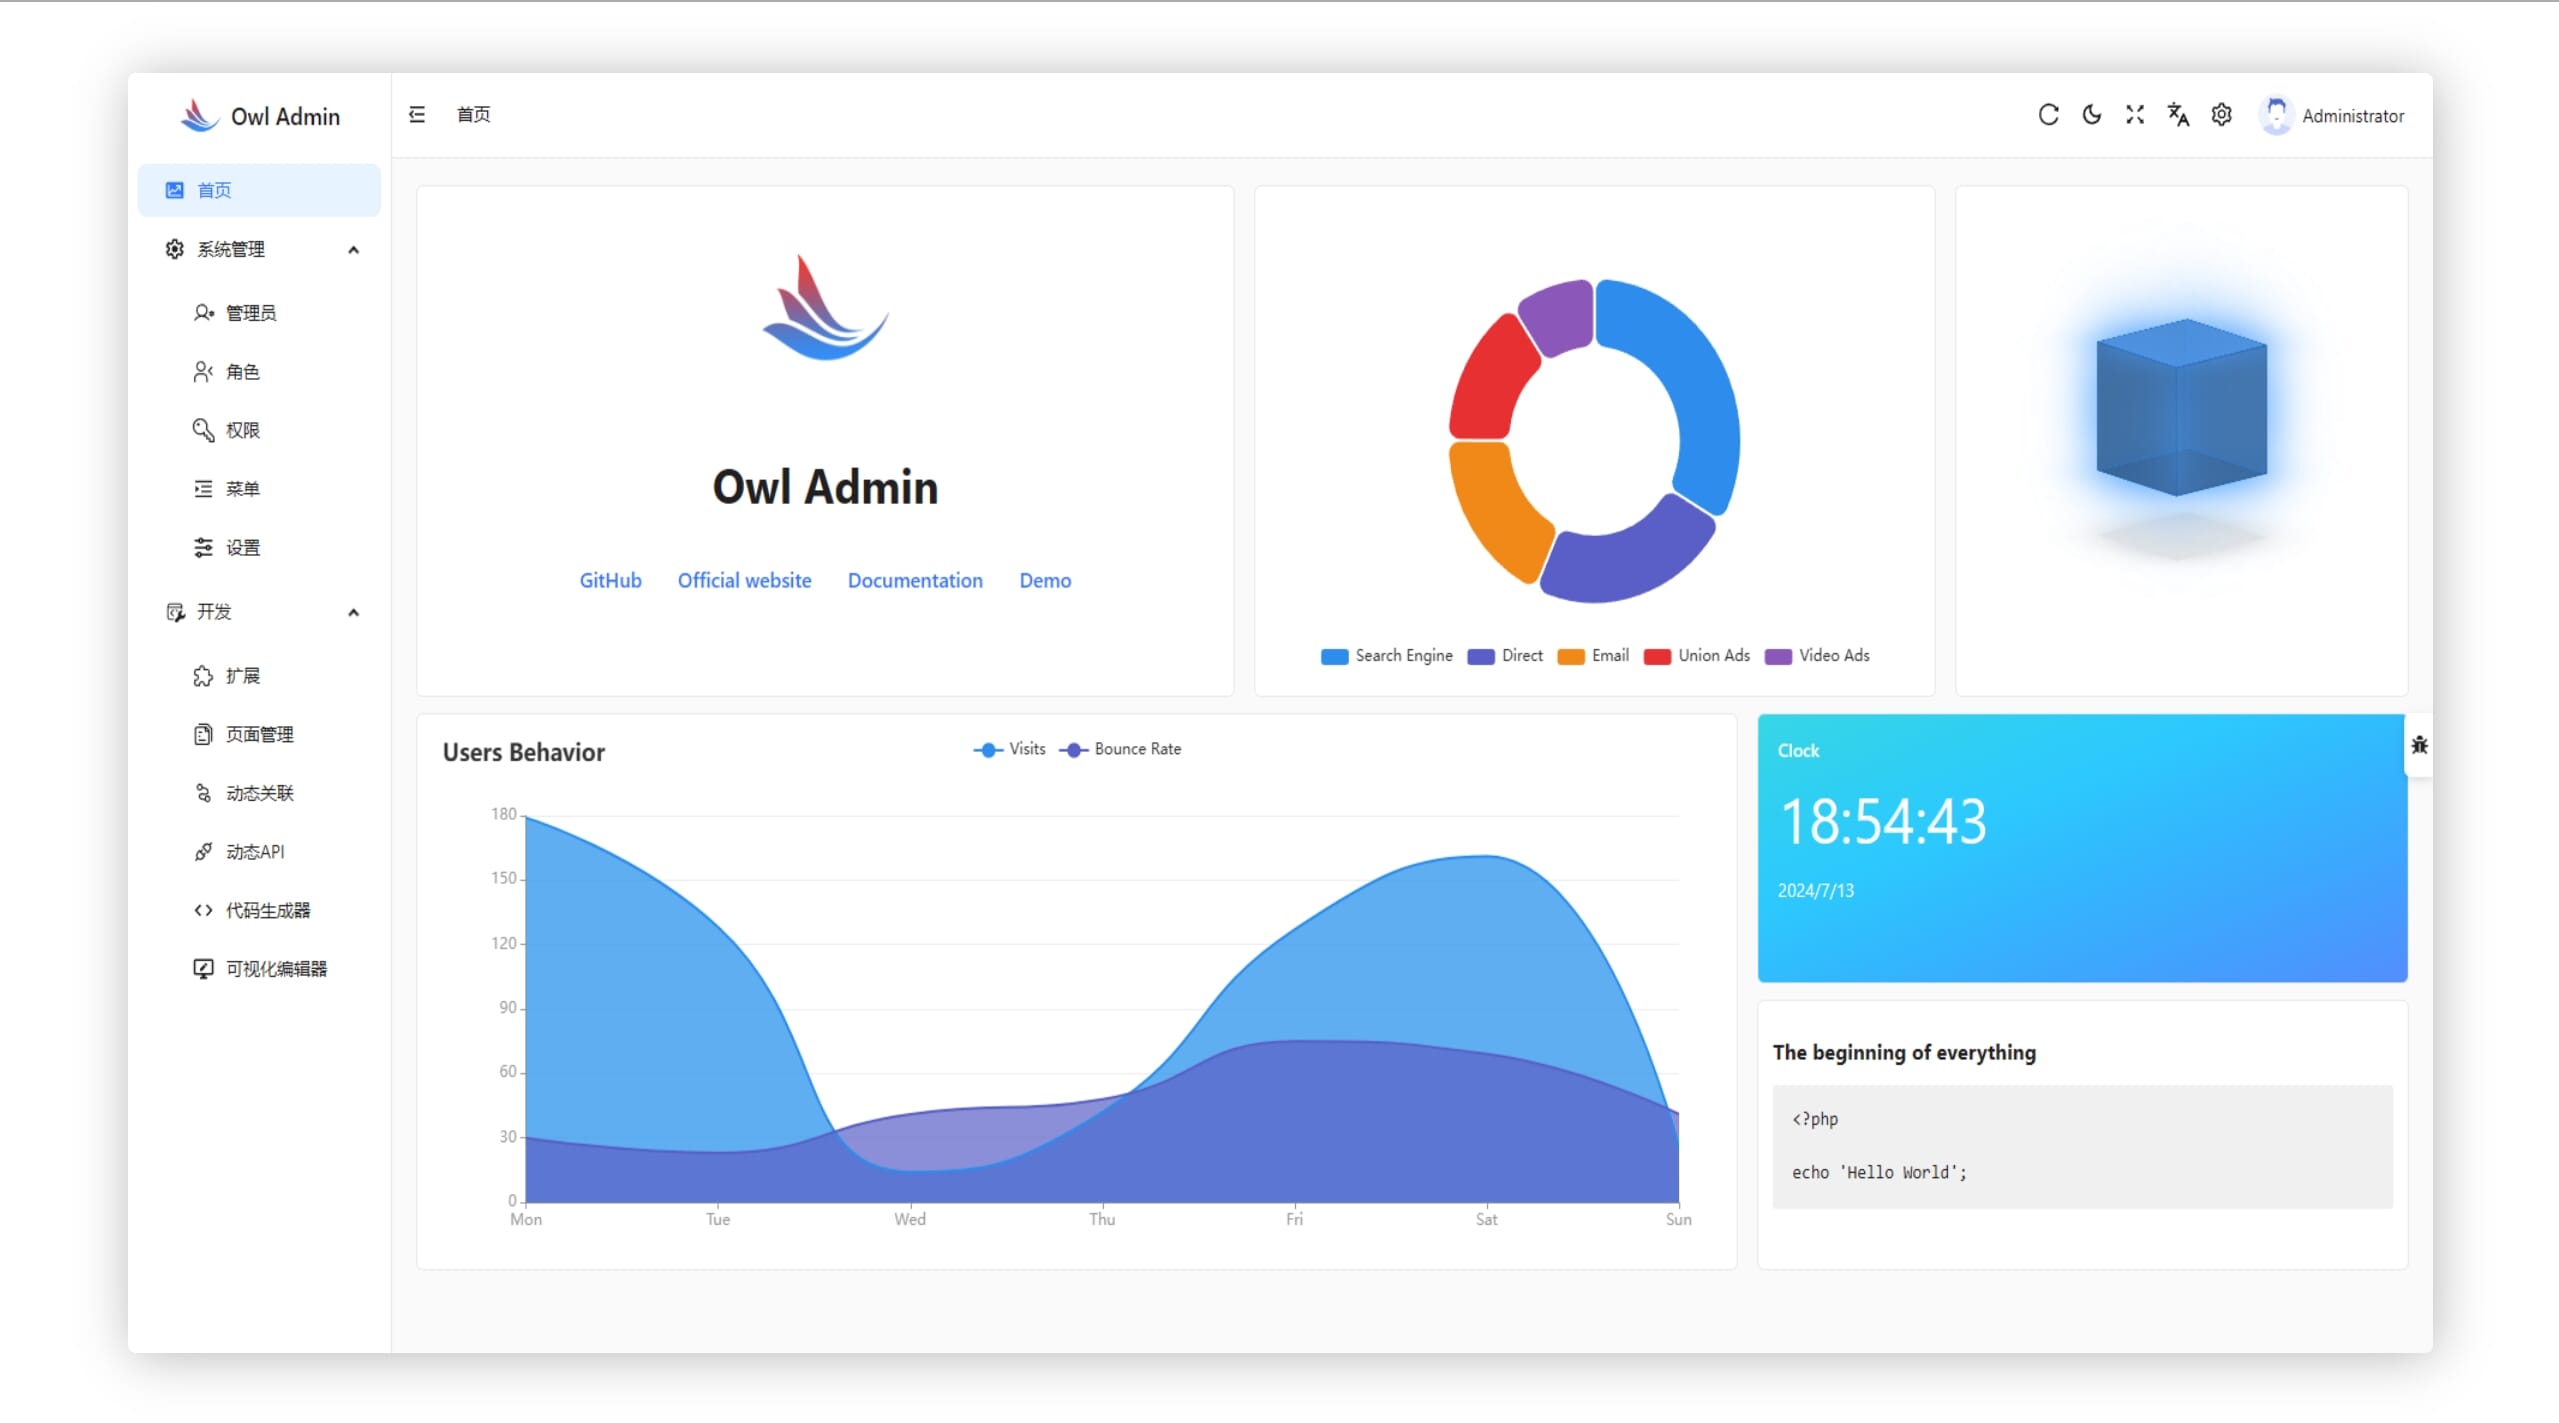 Owl Admin
首页
系统管理
管理员
角色
权限
菜单
设置
开发
扩展
页面管理
动态关联
动态API
代码生成器
可视化编辑器
首页
Administrator
Owl Admin
GitHub Official website Documentation Demo
Search Engine Direct Email Union Ads Video Ads
Users Behavior
Visits Bounce Rate
180
150
120
90
60
30
0
Mon Tue Wed Thu Fri Sat Sun
Clock
18:54:43
2024/7/13
The beginning of everything
<?php
echo 'Hello World';